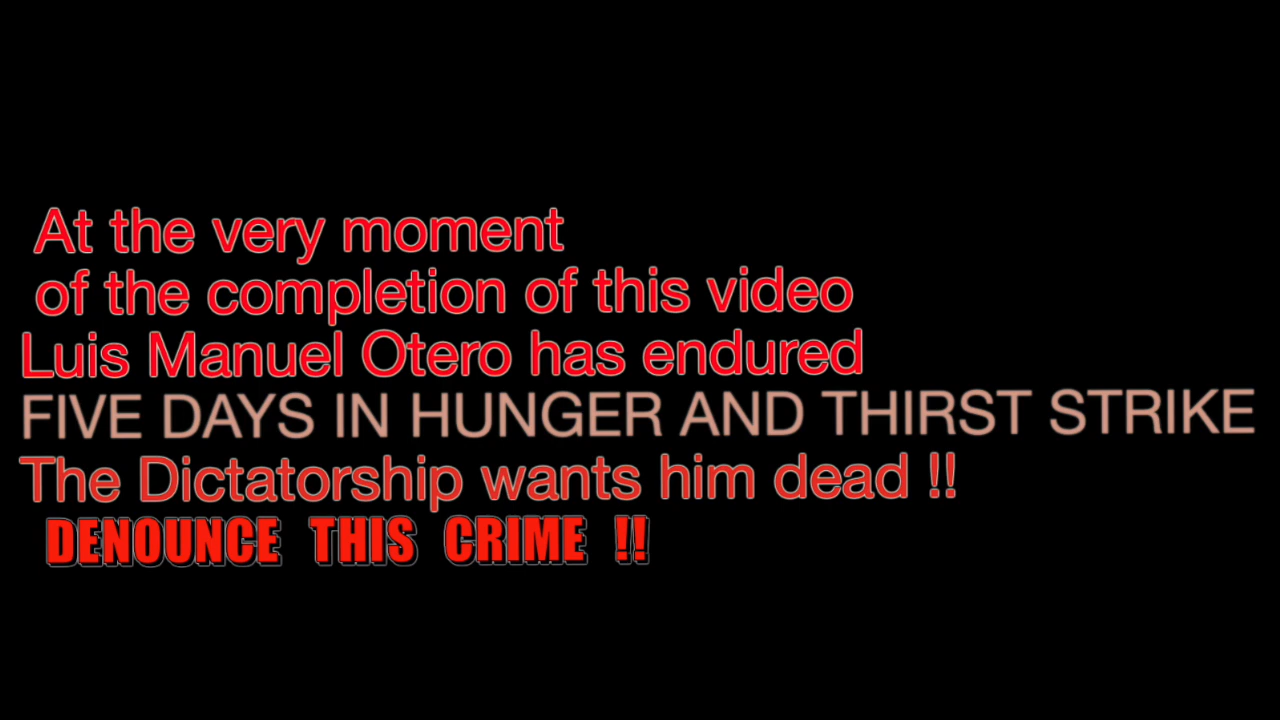 At the very moment
of the completion of this video
Luis Manuel Otero has endured
FIVE DAYS IN HUNGER AND THIRST STRIKE
The Dictatorship wants him dead !!
DENOUNCE THIS CRIME !!